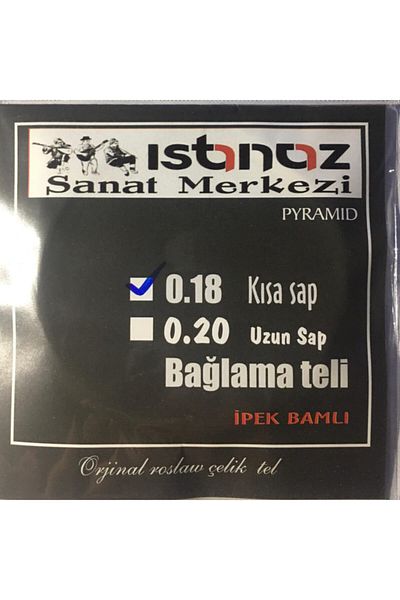 ıstanaz
Sanat Merkezi
PYRAMID
0.18 Kısa sap
0.20 Uzun Sap
Bağlama teli
İPEK BAMLI
Orjinal roslaw çelik tel